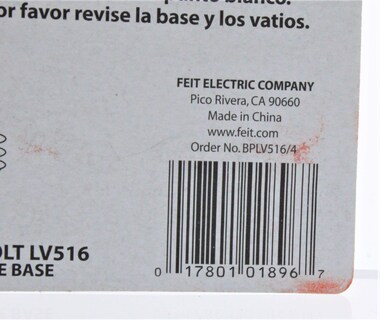 or favor revise la base y los vatios.
FEIT ELECTRIC COMPANY
Pico Rivera, CA 90660
Made in China
www.feit.com
Order No. BPLV516/4
LV516
E BASE
0 17801 01896 7